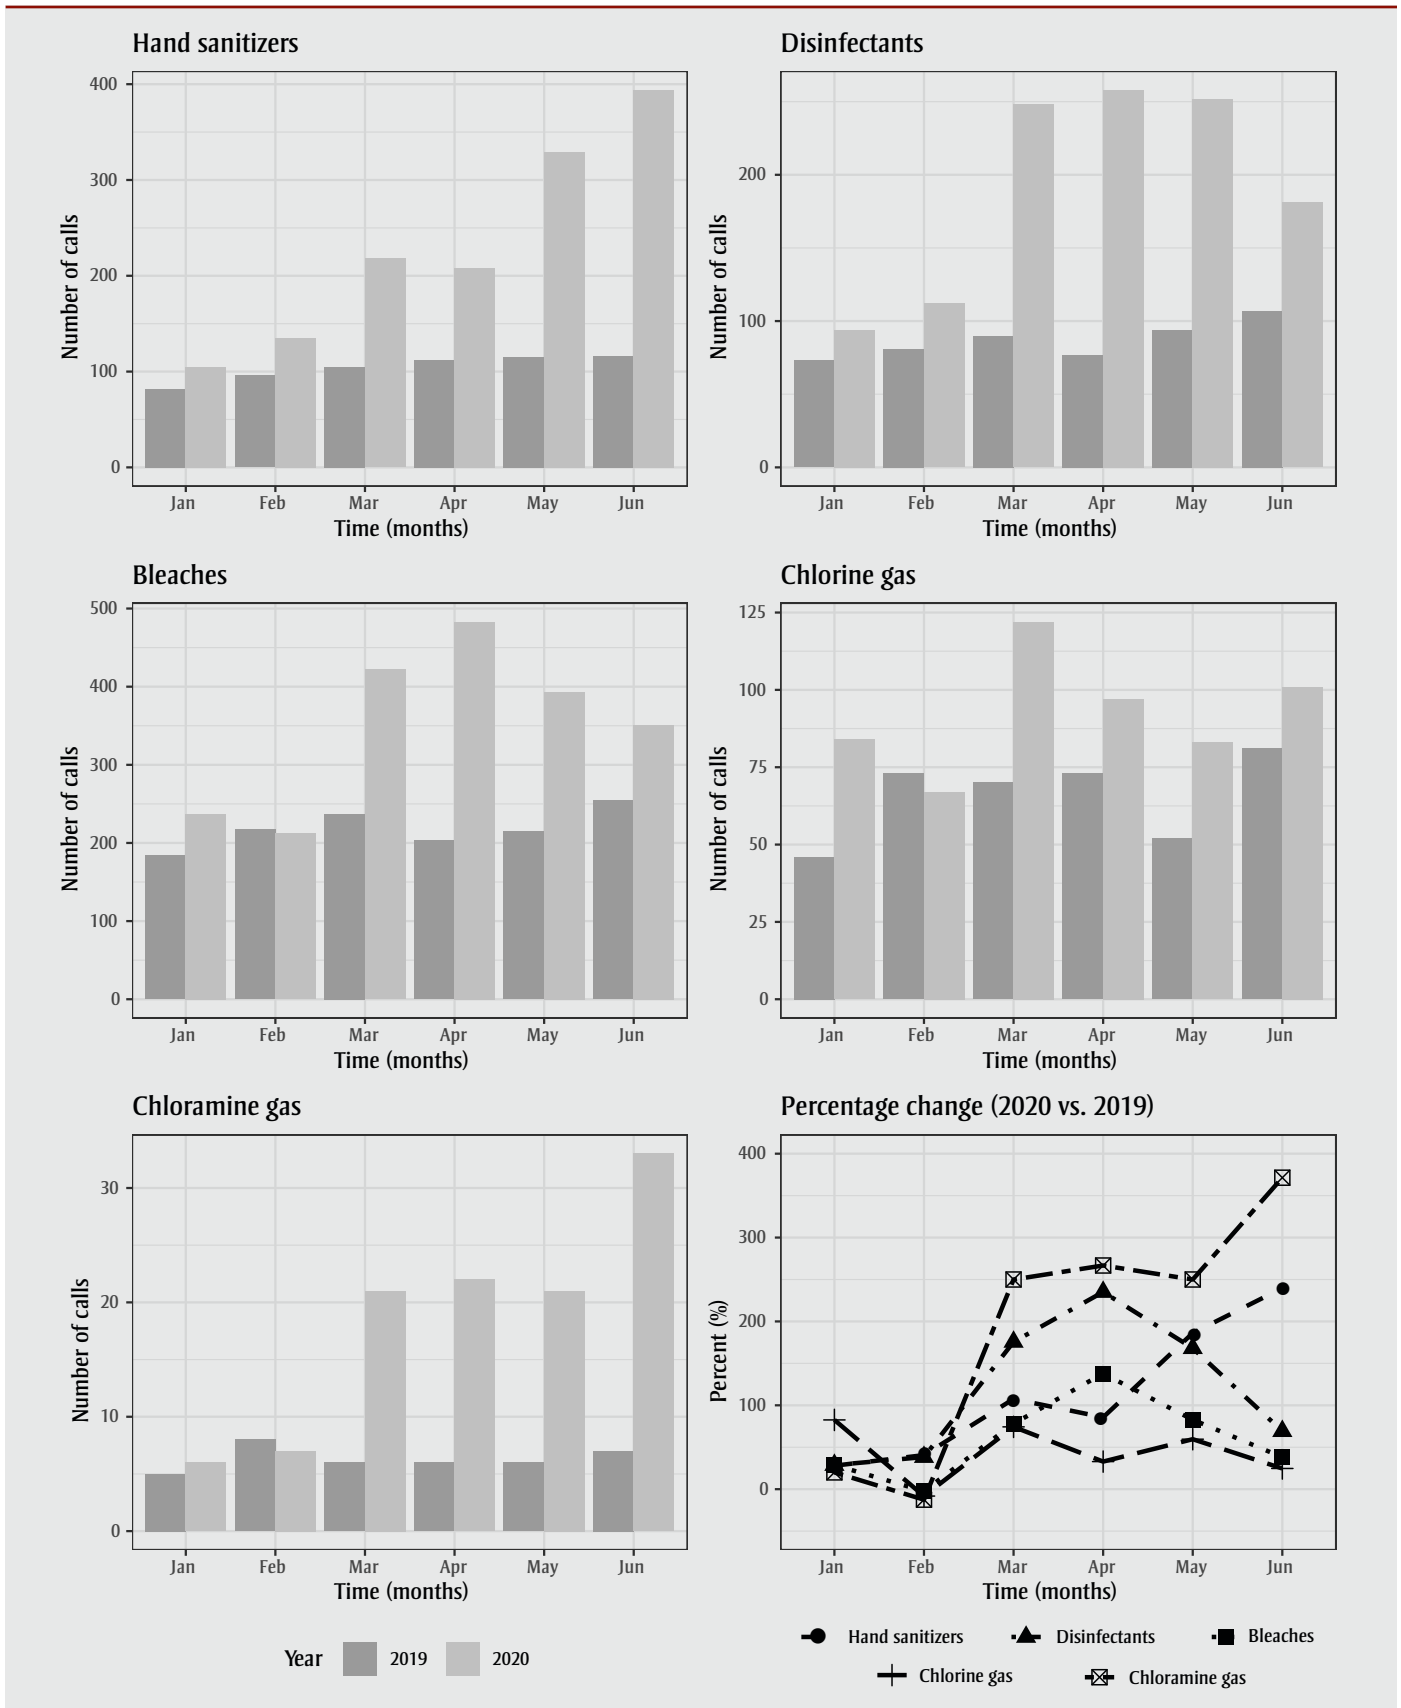 Hand sanitizers
Number of calls
400
300
200
100
0
Jan Feb Mar Apr May Jun
Time (months)
Disinfectants
Number of calls
200
100
0
Jan Feb Mar Apr May Jun
Time (months)
Bleaches
Number of calls
500
400
300
200
100
0
Jan Feb Mar Apr May Jun
Time (months)
Chlorine gas
Number of calls
125
100
75
50
25
0
Jan Feb Mar Apr May Jun
Time (months)
Chloramine gas
Number of calls
30
20
10
0
Jan Feb Mar Apr May Jun
Time (months)
Year 2019 2020
Percentage change (2020 vs. 2019)
Percent (%)
400
300
200
100
0
Jan Feb Mar Apr May Jun
Time (months)
Hand sanitizers Disinfectants Bleaches
Chlorine gas Chloramine gas